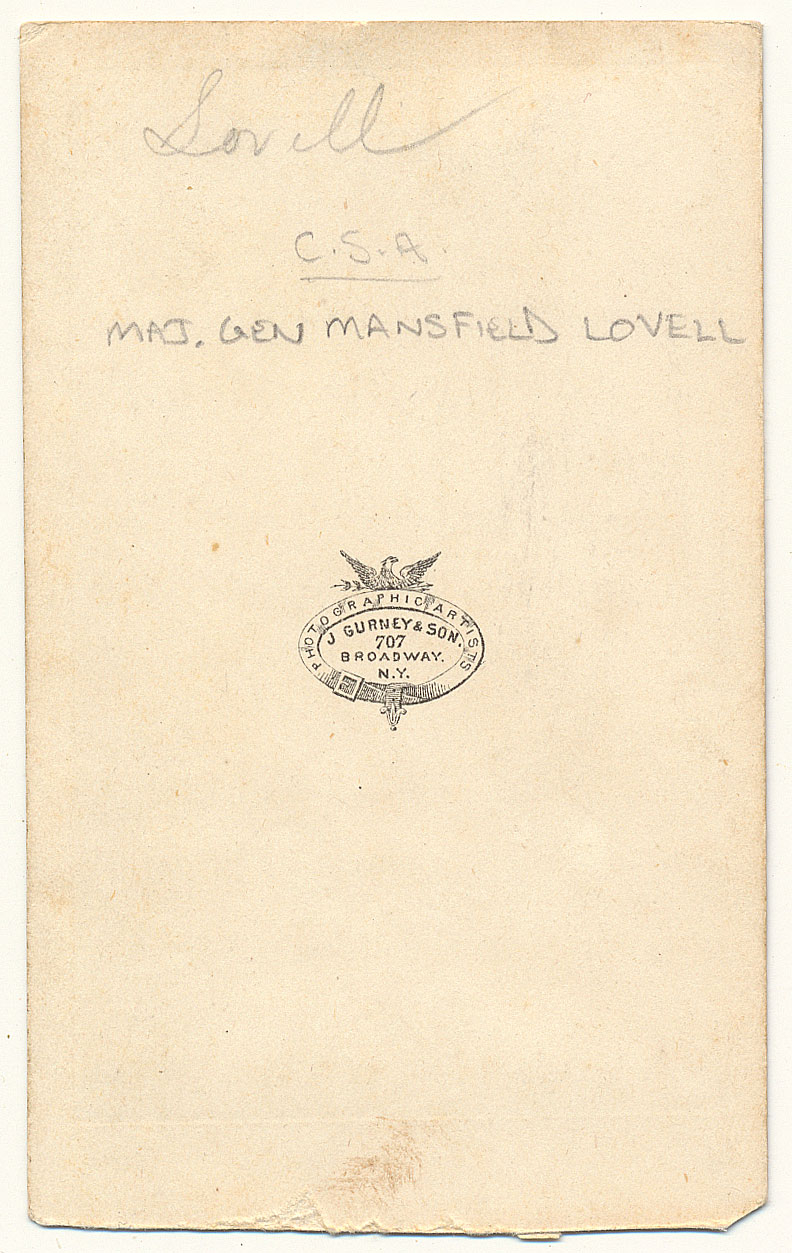 Lovell
C.S.A.
MAJ. GEN MANSFIELD LOVELL
PHOTOGRAPHIC ARTISTS
J GURNEY & SON.
707
BROADWAY.
N.Y.